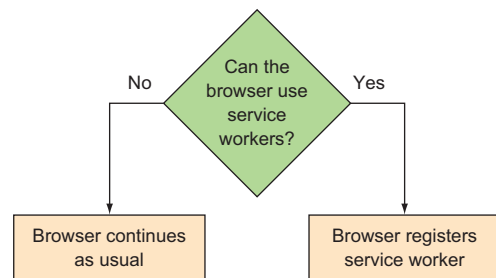 Can the
browser use
service
workers?
No
Yes
Browser continues
as usual
Browser registers
service worker